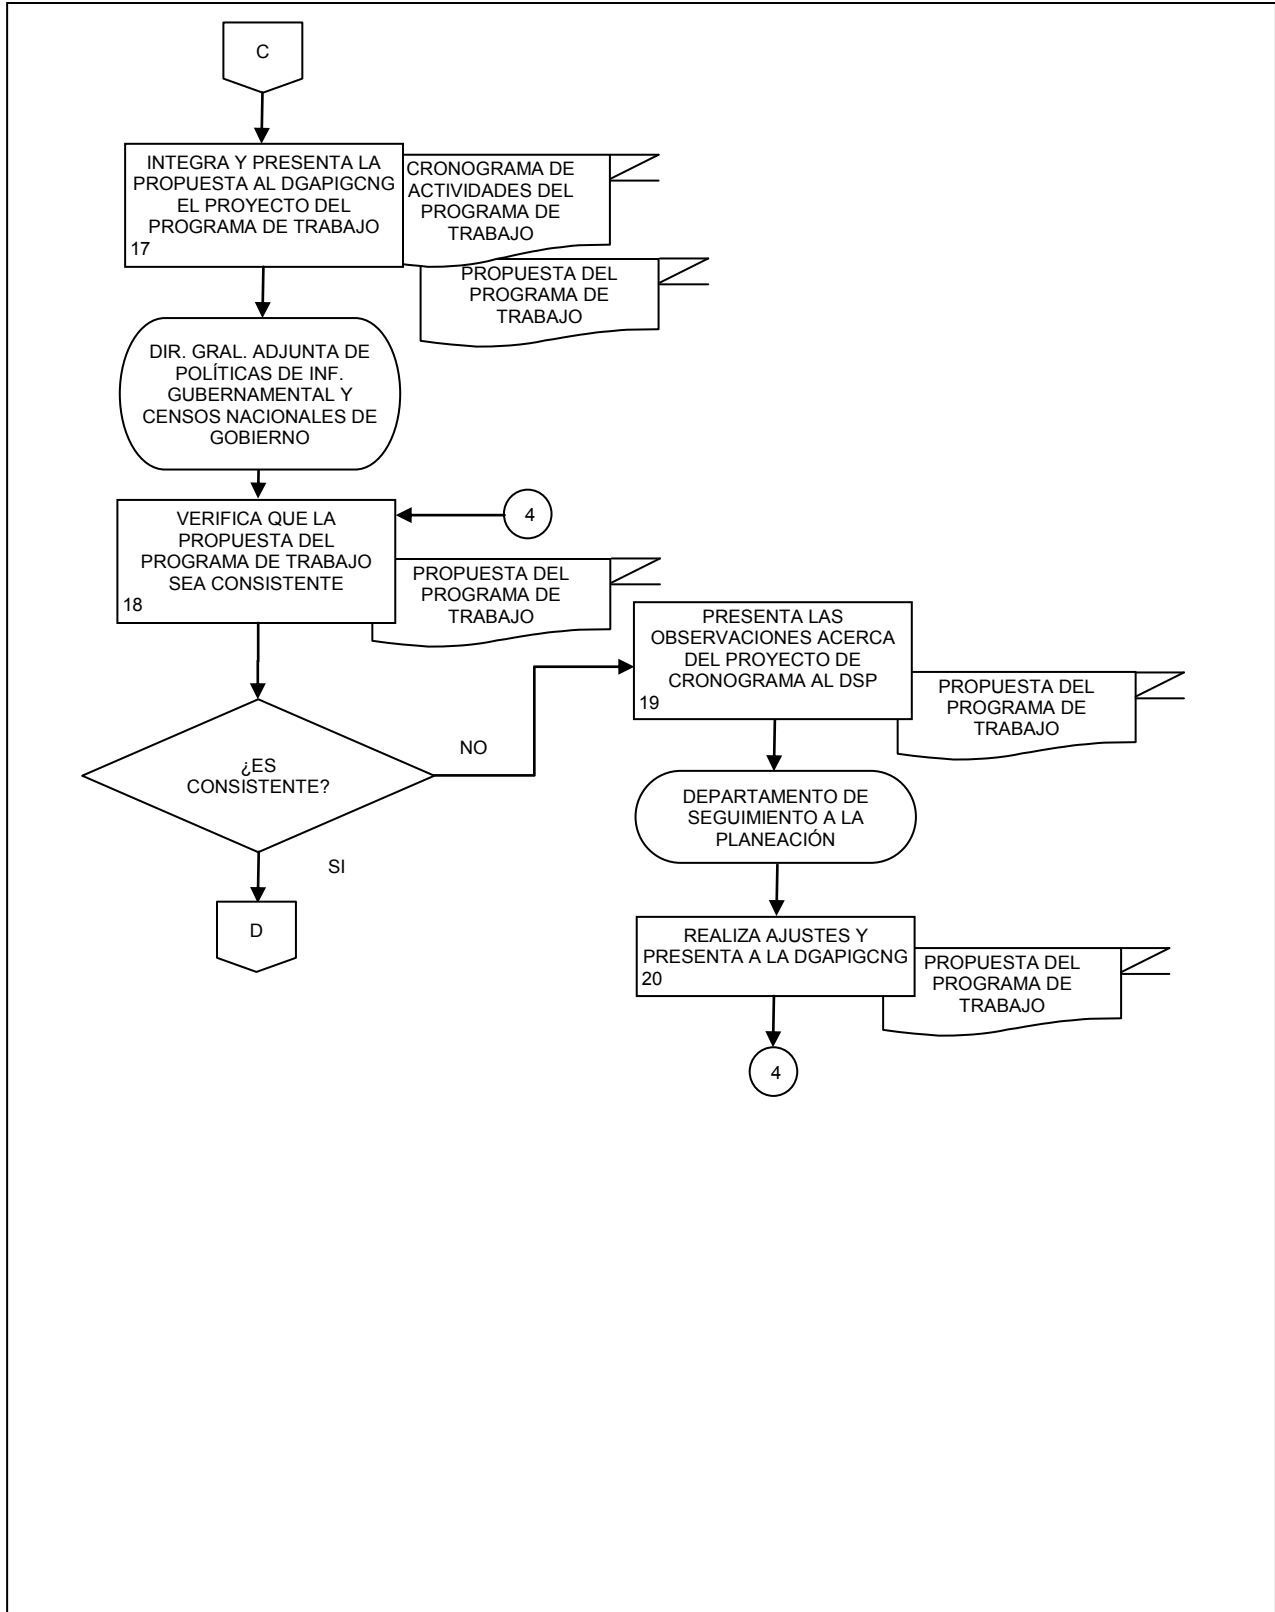 C
INTEGRA Y PRESENTA LA
PROPUESTA AL DGAPIGCNG
EL PROYECTO DEL
PROGRAMA DE TRABAJO
17
CRONOGRAMA DE
ACTIVIDADES DEL
PROGRAMA DE
TRABAJO
PROPUESTA DEL
PROGRAMA DE
TRABAJO
DIR. GRAL. ADJUNTA DE
POLÍTICAS DE INF.
GUBERNAMENTAL Y
CENSOS NACIONALES DE
GOBIERNO
VERIFICA QUE LA
PROPUESTA DEL
PROGRAMA DE TRABAJO
SEA CONSISTENTE
18
4
PROPUESTA DEL
PROGRAMA DE
TRABAJO
¿ES
CONSISTENTE?
NO
SI
D
PRESENTA LAS
OBSERVACIONES ACERCA
DEL PROYECTO DE
CRONOGRAMA AL DSP
19
PROPUESTA DEL
PROGRAMA DE
TRABAJO
DEPARTAMENTO DE
SEGUIMIENTO A LA
PLANEACIÓN
REALIZA AJUSTES Y
PRESENTA A LA DGAPIGCNG
20
PROPUESTA DEL
PROGRAMA DE
TRABAJO
4